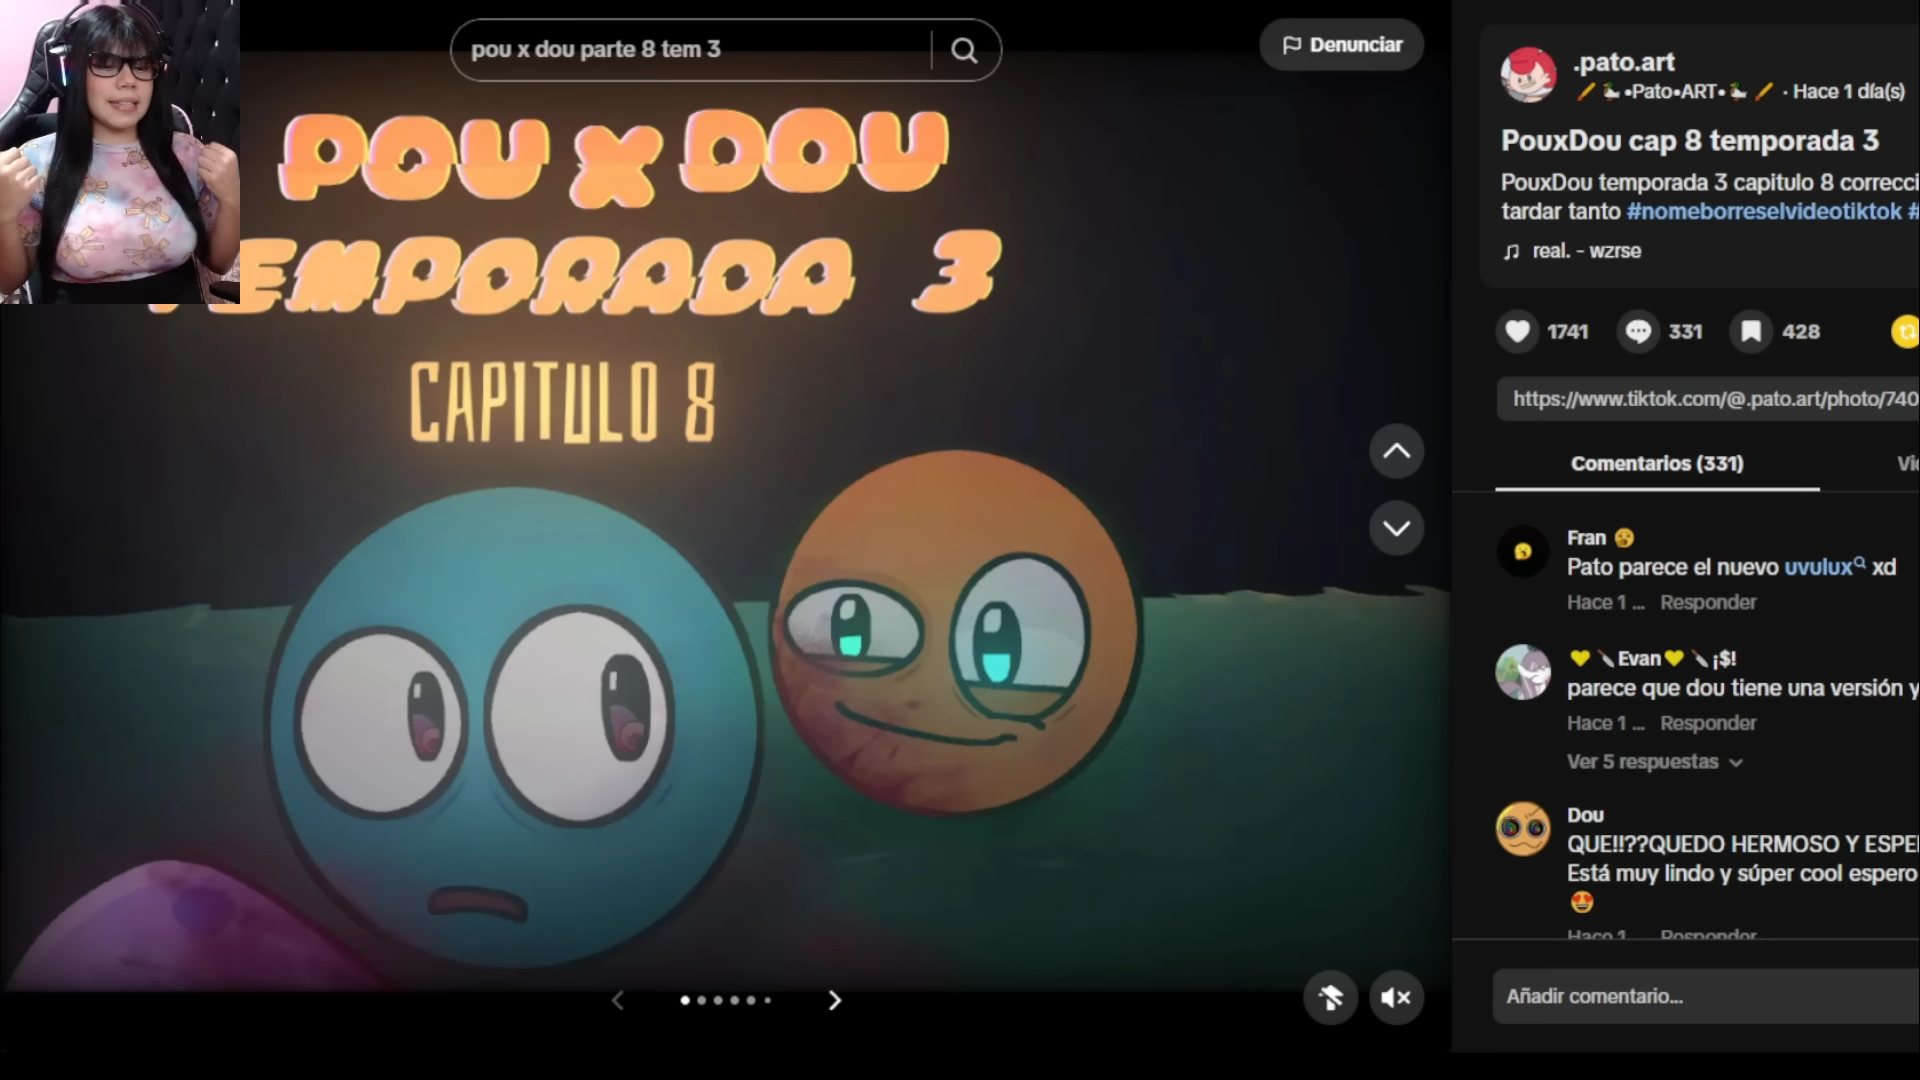 pou x dou parte 8 tem 3
Denunciar
POU X DOU
TEMPORADA 3
CAPITULO 8
.pato.art
•Pato•ART• · Hace 1 día(s)
PouxDou cap 8 temporada 3
PouxDou temporada 3 capitulo 8 correcci
tardar tanto #nomeborreselvideotiktok #
real. - wzrse
1741
331
428
https://www.tiktok.com/@.pato.art/photo/740
Comentarios (331)
Fran
Pato parece el nuevo uvulux xd
Hace 1 ... Responder
Evan ¡$!
parece que dou tiene una versión y
Hace 1 ... Responder
Ver 5 respuestas
Dou
QUE!!??QUEDO HERMOSO Y ESPE
Está muy lindo y súper cool espero
Hace 1 ... Responder
Añadir comentario...